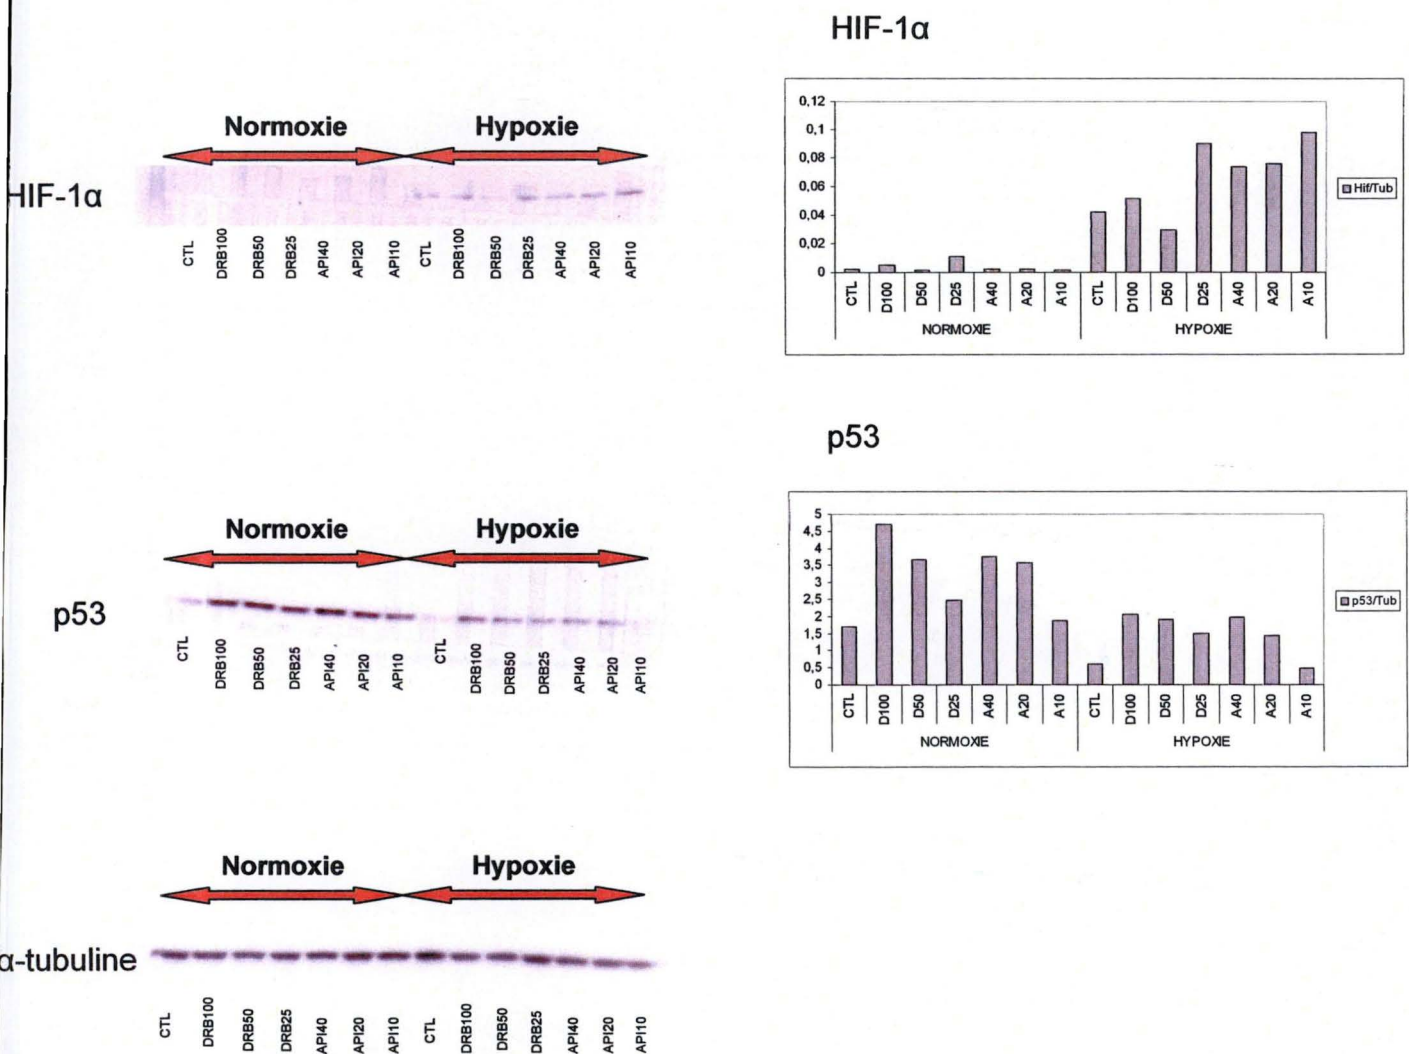 HIF-1α
Normoxie Hypoxie
HIF-1α
CTL DRB100 DRB50 DRB25 API40 API20 API10 CTL DRB100 DRB50 DRB25 API40 API20 API10
0,12
0,1
0,08
0,06
0,04
0,02
0
CTL D100 D50 D25 A40 A20 A10 CTL D100 D50 D25 A40 A20 A10
NORMOXIE HYPOXIE
Hif/Tub
p53
Normoxie Hypoxie
p53
CTL DRB100 DRB50 DRB25 API40 API20 API10 CTL DRB100 DRB50 DRB25 API40 API20 API10
5
4,5
4
3,5
3
2,5
2
1,5
1
0,5
0
CTL D100 D50 D25 A40 A20 A10 CTL D100 D50 D25 A40 A20 A10
NORMOXIE HYPOXIE
p53/Tub
Normoxie Hypoxie
α-tubuline
CTL DRB100 DRB50 DRB25 API40 API20 API10 CTL DRB100 DRB50 DRB25 API40 API20 API10